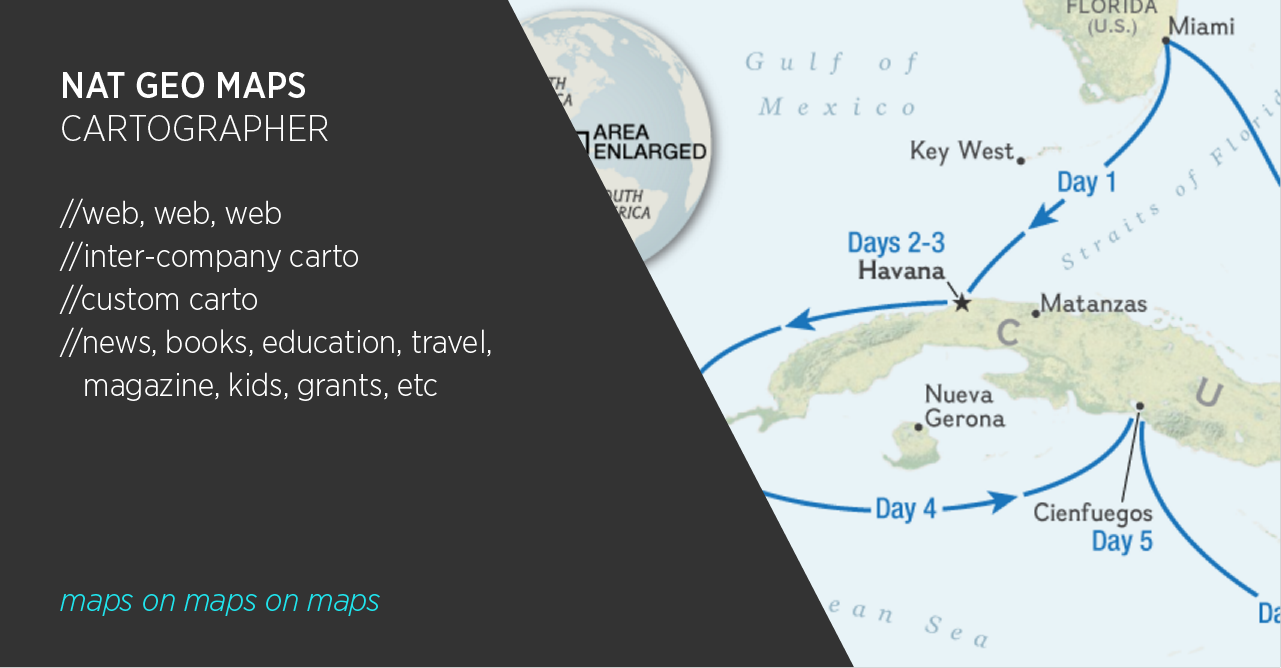 NAT GEO MAPS
CARTOGRAPHER
//web, web, web
//inter-company carto
//custom carto
//news, books, education, travel,
magazine, kids, grants, etc
maps on maps on maps
FLORIDA
(U.S.)
Miami
Gulf of
Mexico
AREA
ENLARGED
Key West
Day 1
Straits of Florid
Days 2-3
Havana
Matanzas
C
U
Nueva
Gerona
Day 4
Cienfuegos
Day 5
ean Sea